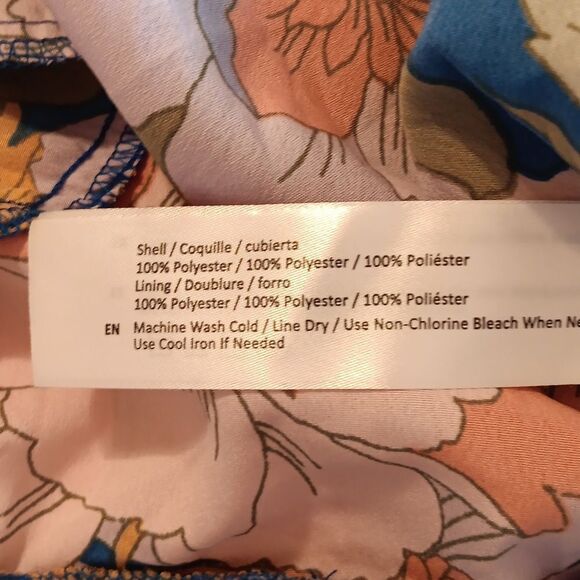 Shell / Coquille / cubierta
100% Polyester / 100% Polyester / 100% Poliéster
Lining / Doublure / forro
100% Polyester / 100% Polyester / 100% Poliéster
EN Machine Wash Cold / Line Dry / Use Non-Chlorine Bleach When
Use Cool Iron If Needed